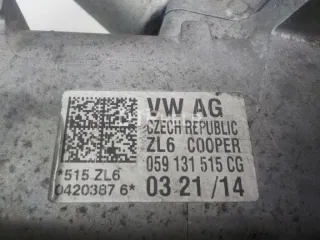 VW AG
CZECH REPUBLIC
ZL6 COOPER
059 131 515 CG
03 21 /14
*515 ZL6
0420387 6*